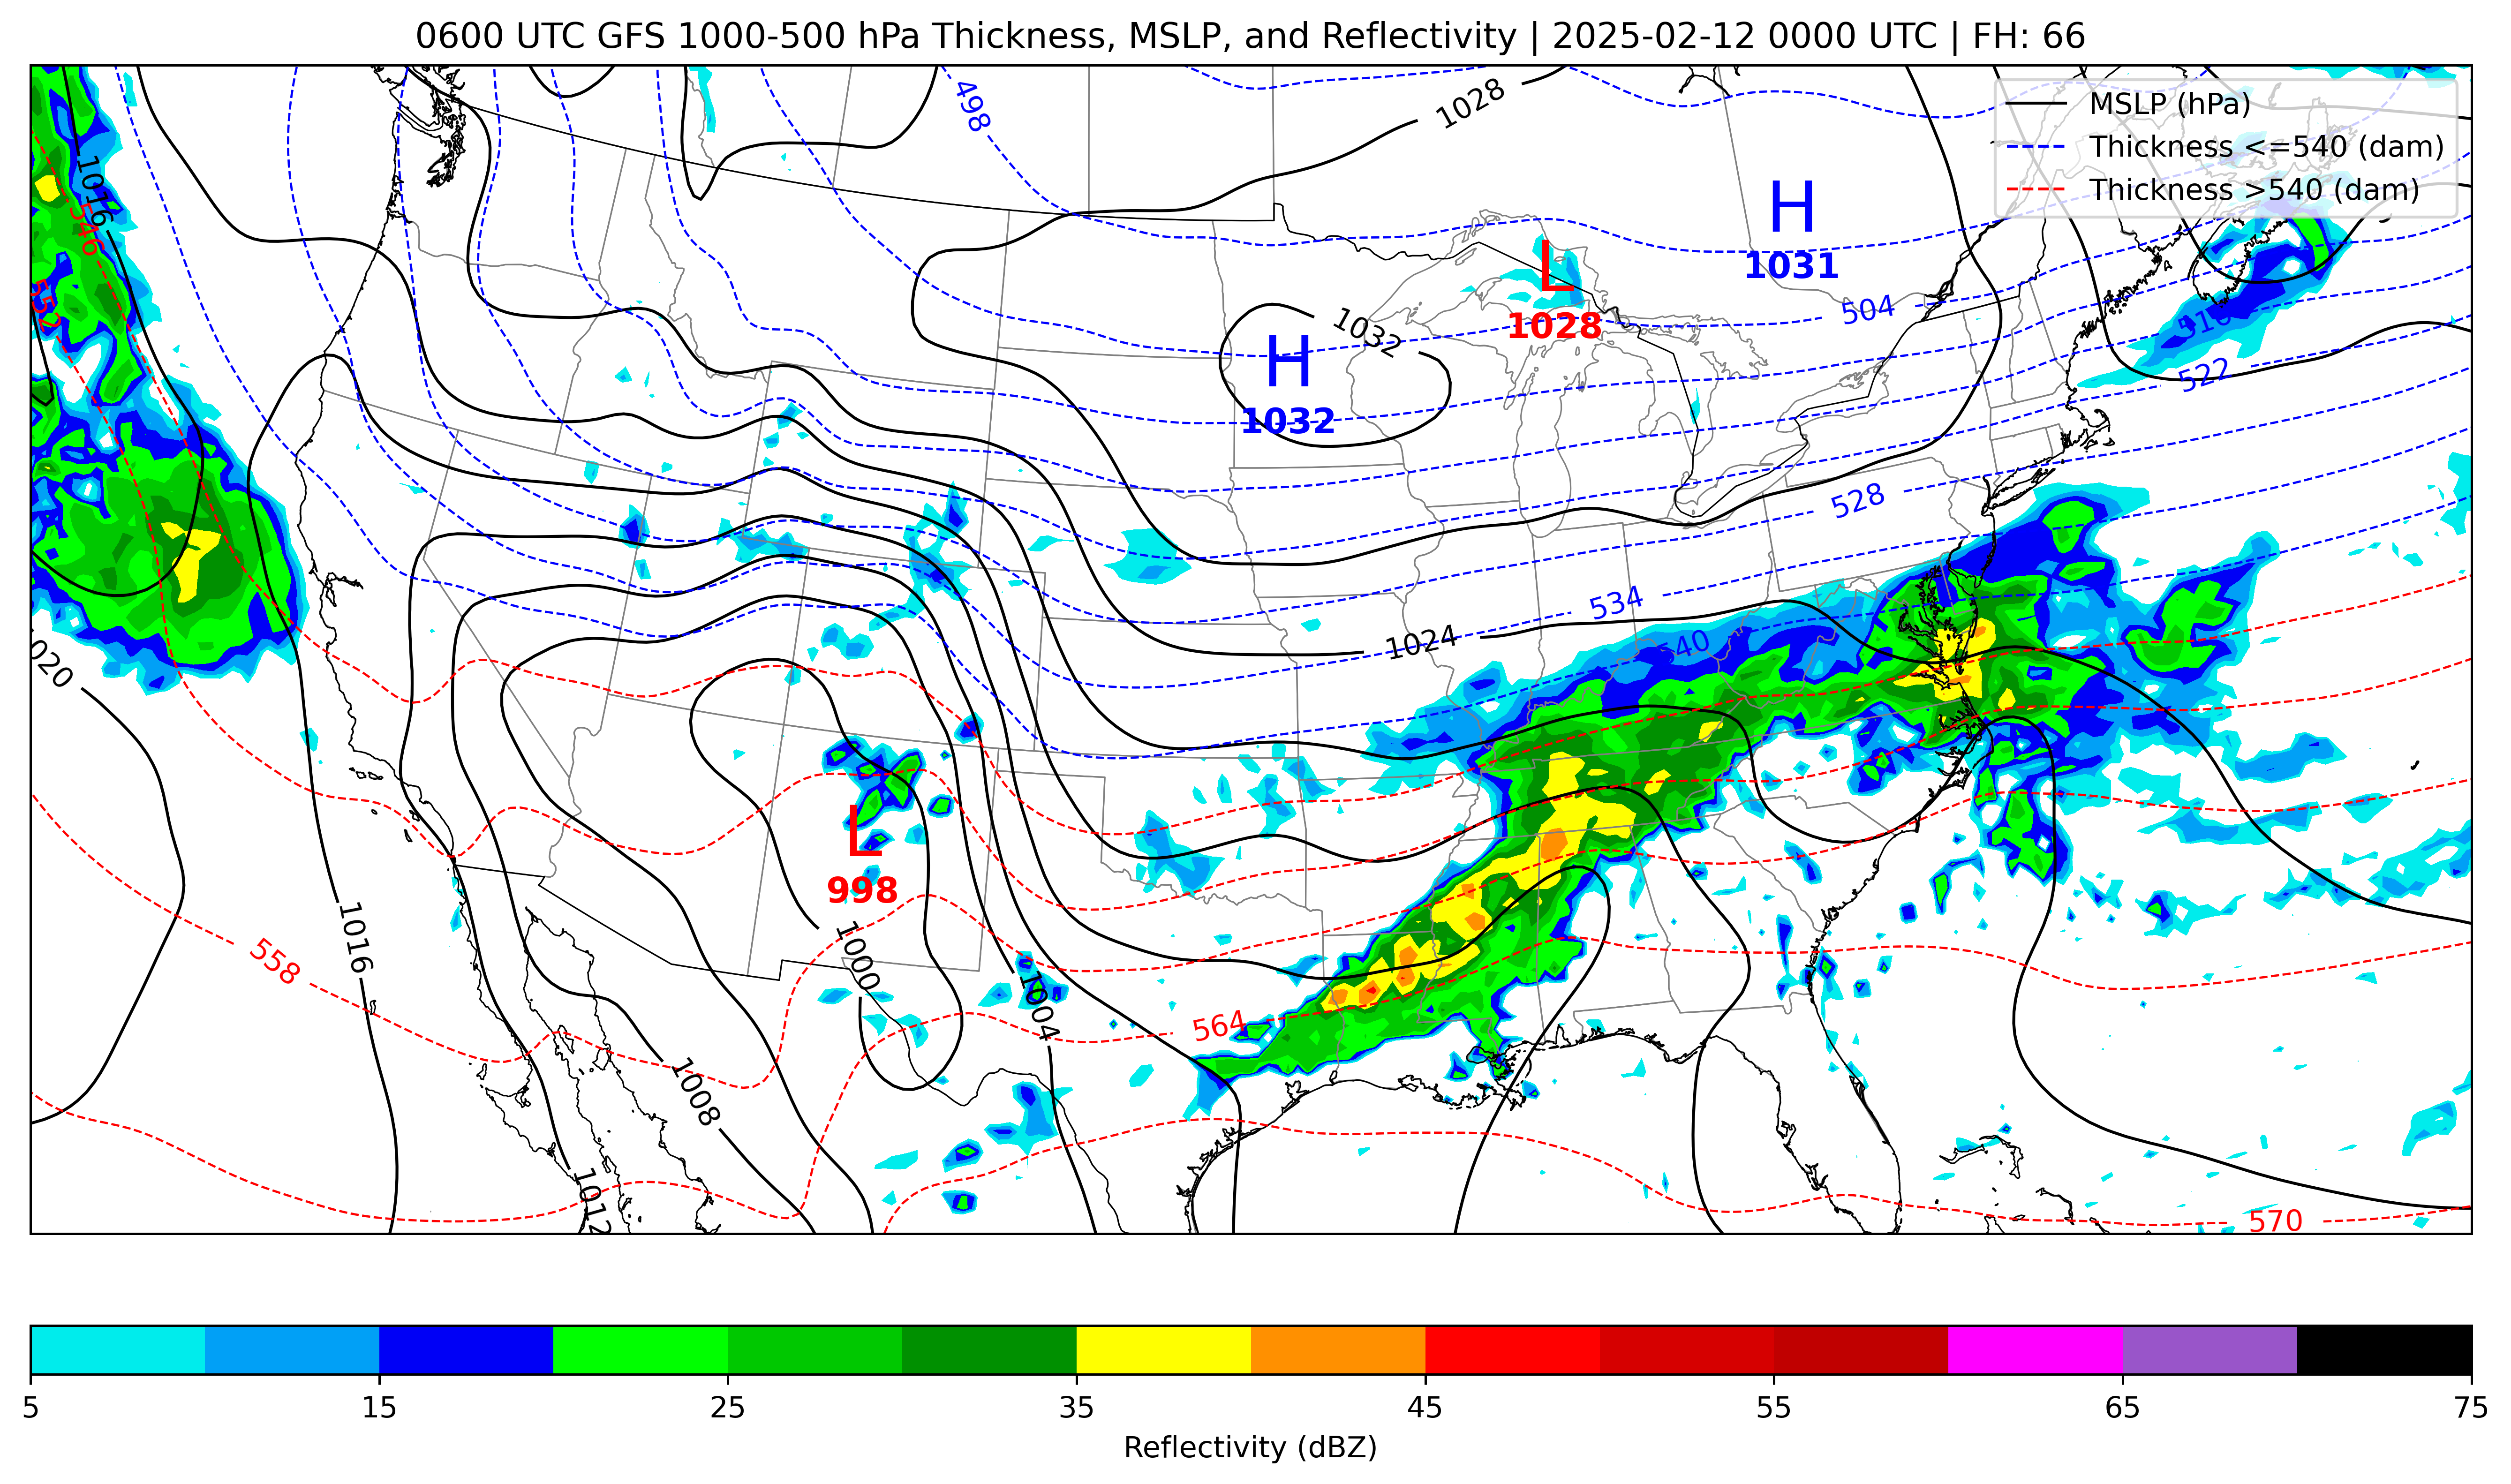 0600 UTC GFS 1000-500 hPa Thickness, MSLP, and Reflectivity | 2025-02-12 0000 UTC | FH: 66
MSLP (hPa)
Thickness <=540 (dam)
Thickness >540 (dam)
498
1028
1016
546
H
1031
L
1028
504
552
516
1032
H
1032
522
528
534
540
1024
1020
L
998
1000
1016
558
1004
564
1008
1012
570
5 15 25 35 45 55 65 75
Reflectivity (dBZ)